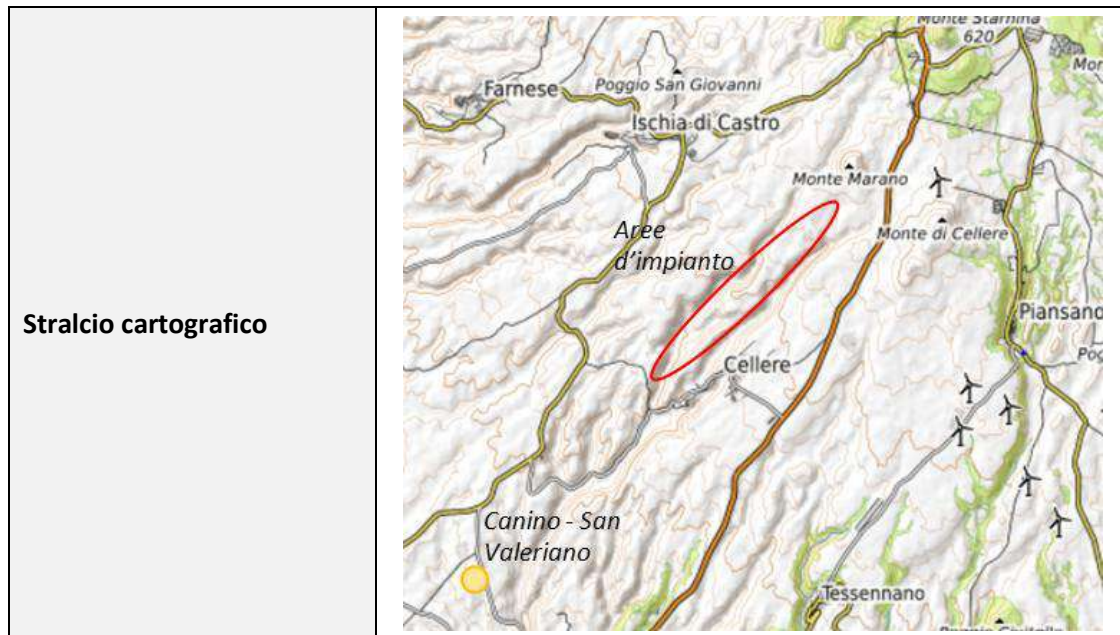 Stralcio cartografico
Monte Starnina
620
Mon
Farnese
Poggio San Giovanni
Ischia di Castro
Monte Marano
Aree
d'impianto
Monte di Cellere
Piansano
Cellere
Canino - San
Valeriano
Tessennano